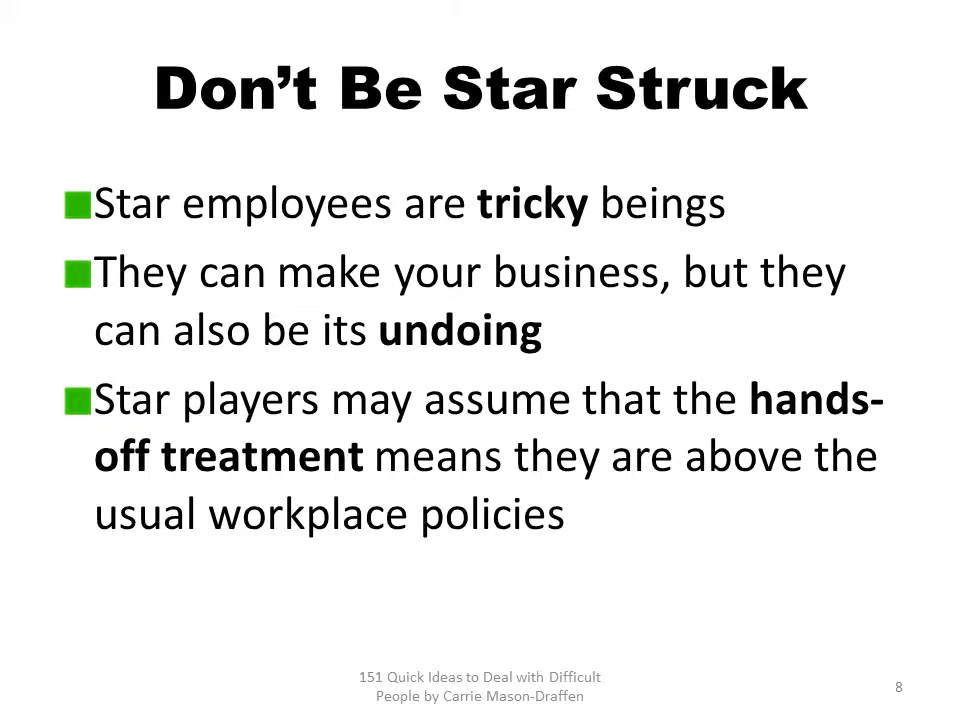 Don’t Be Star Struck
Star employees are tricky beings
They can make your business, but they
can also be its undoing
Star players may assume that the hands-
off treatment means they are above the
usual workplace policies
151 Quick Ideas to Deal with Difficult
People by Carrie Mason-Draffen
8